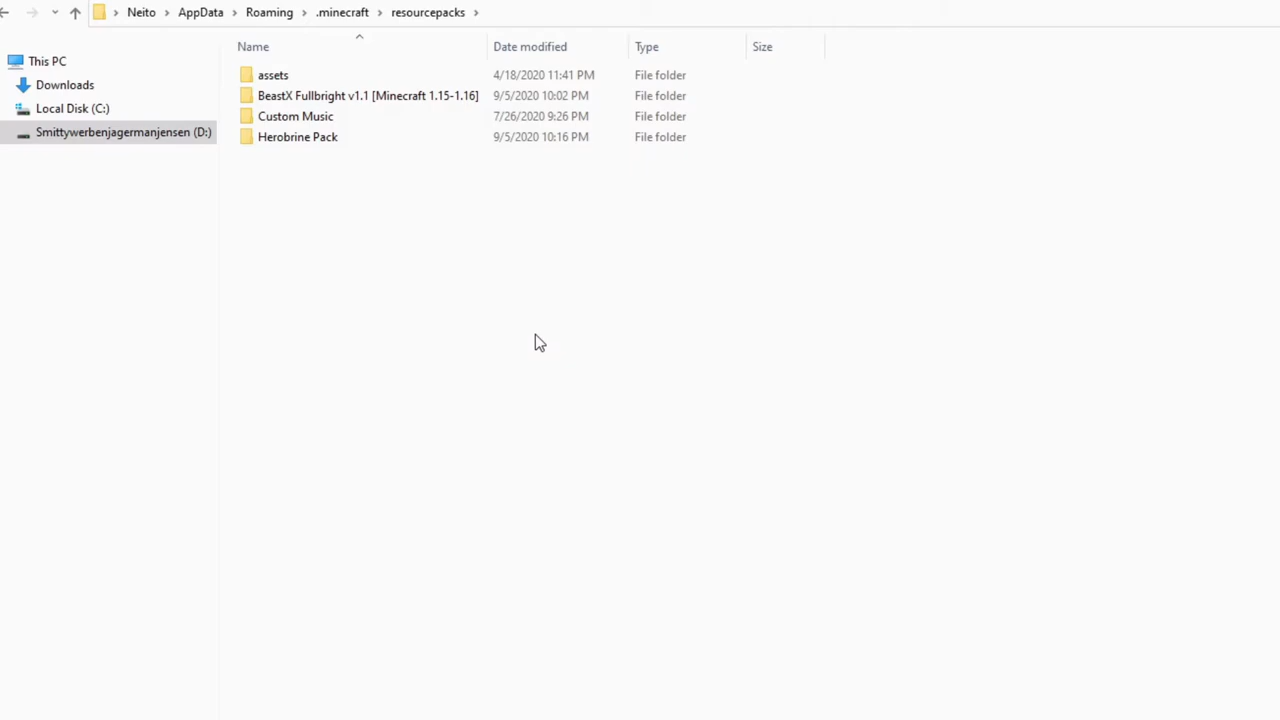 Neito > AppData > Roaming > .minecraft > resourcepacks >
Name Date modified Type Size
This PC
Downloads
Local Disk (C:)
Smittywerbenjagermanjensen (D:)
assets 4/18/2020 11:41 PM File folder
BeastX Fullbright v1.1 [Minecraft 1.15-1.16] 9/5/2020 10:02 PM File folder
Custom Music 7/26/2020 9:26 PM File folder
Herobrine Pack 9/5/2020 10:16 PM File folder